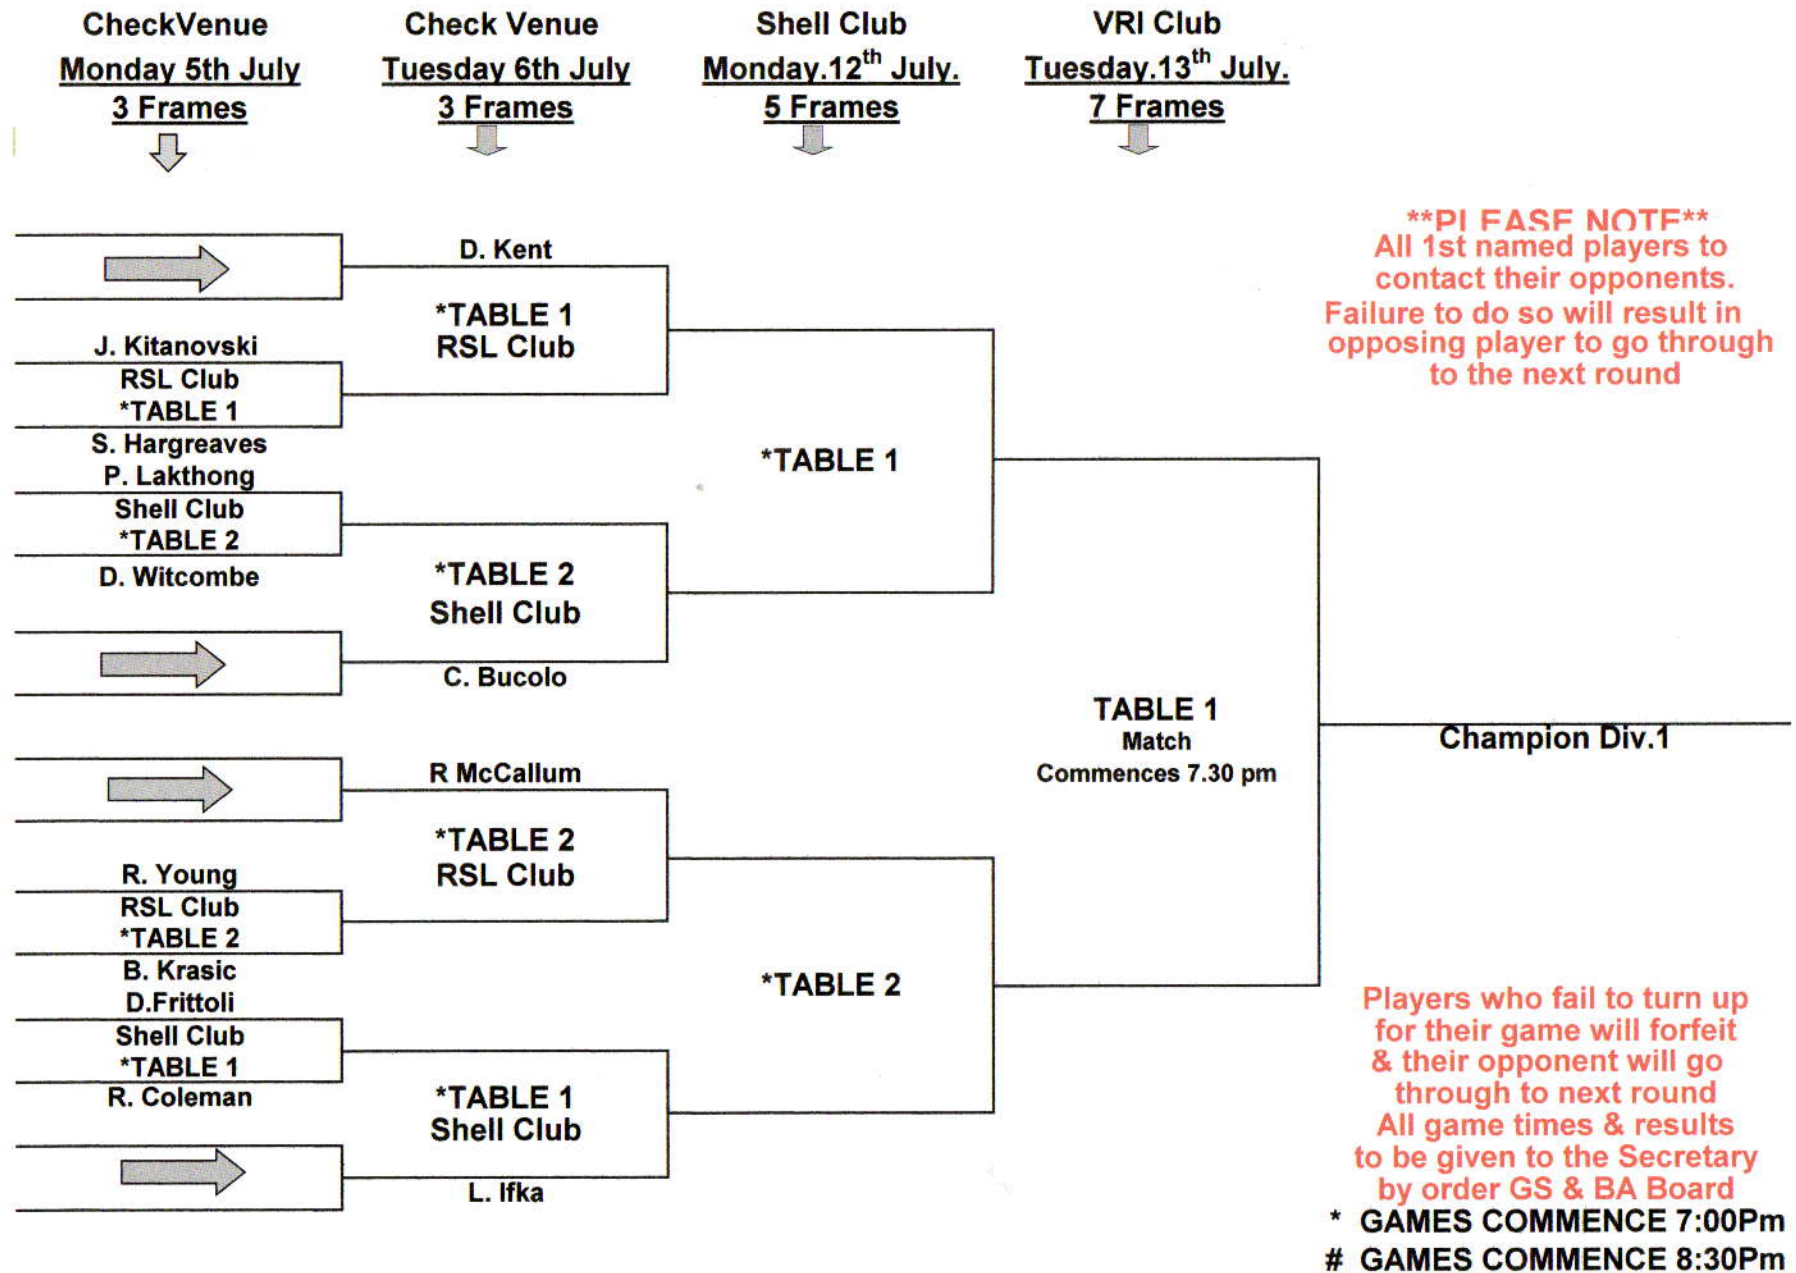 CheckVenue
Monday 5th July
3 Frames
Check Venue
Tuesday 6th July
3 Frames
Shell Club
Monday.12th July.
5 Frames
VRI Club
Tuesday.13th July.
7 Frames
J. Kitanovski
RSL Club
*TABLE 1
S. Hargreaves
P. Lakthong
Shell Club
*TABLE 2
D. Witcombe
R. Young
RSL Club
*TABLE 2
B. Krasic
D.Frittoli
Shell Club
*TABLE 1
R. Coleman
D. Kent
*TABLE 1
RSL Club
*TABLE 2
Shell Club
C. Bucolo
R McCallum
*TABLE 2
RSL Club
*TABLE 1
Shell Club
L. Ifka
*TABLE 1
*TABLE 2
TABLE 1
Match
Commences 7.30 pm
Champion Div.1
**PLEASE NOTE**
All 1st named players to
contact their opponents.
Failure to do so will result in
opposing player to go through
to the next round
Players who fail to turn up
for their game will forfeit
& their opponent will go
through to next round
All game times & results
to be given to the Secretary
by order GS & BA Board
* GAMES COMMENCE 7:00Pm
# GAMES COMMENCE 8:30Pm